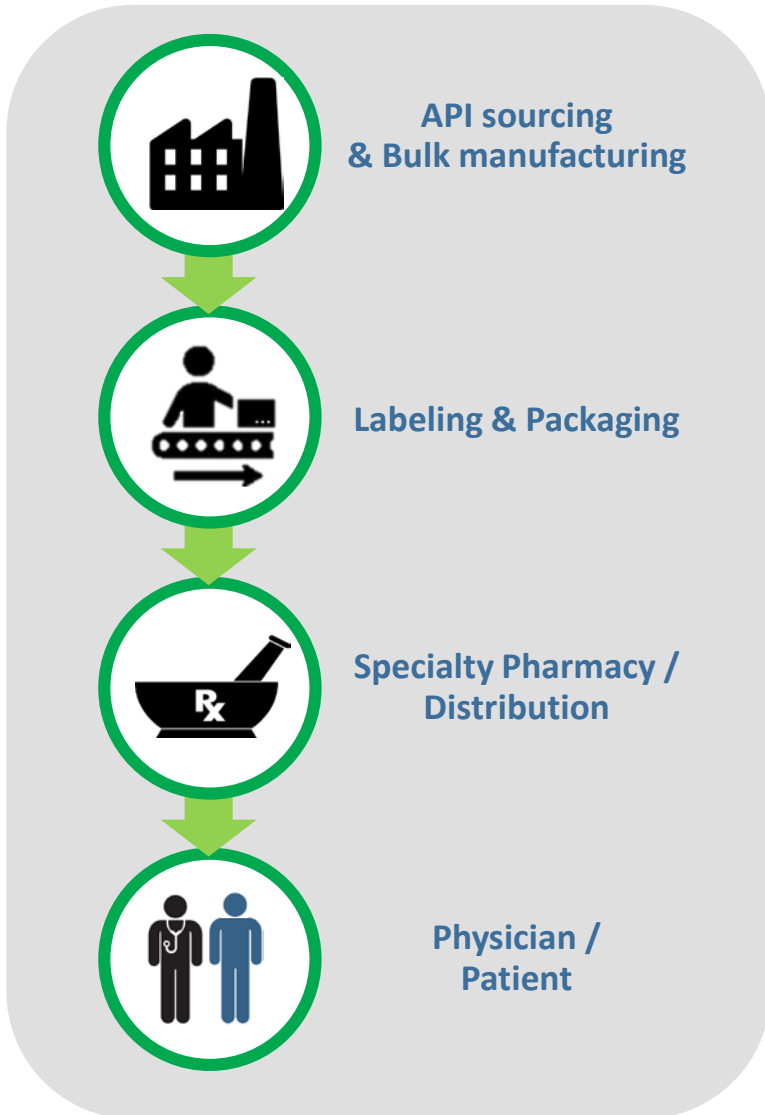 API sourcing
& Bulk manufacturing
Labeling & Packaging
Rx
Specialty Pharmacy /
Distribution
Physician /
Patient